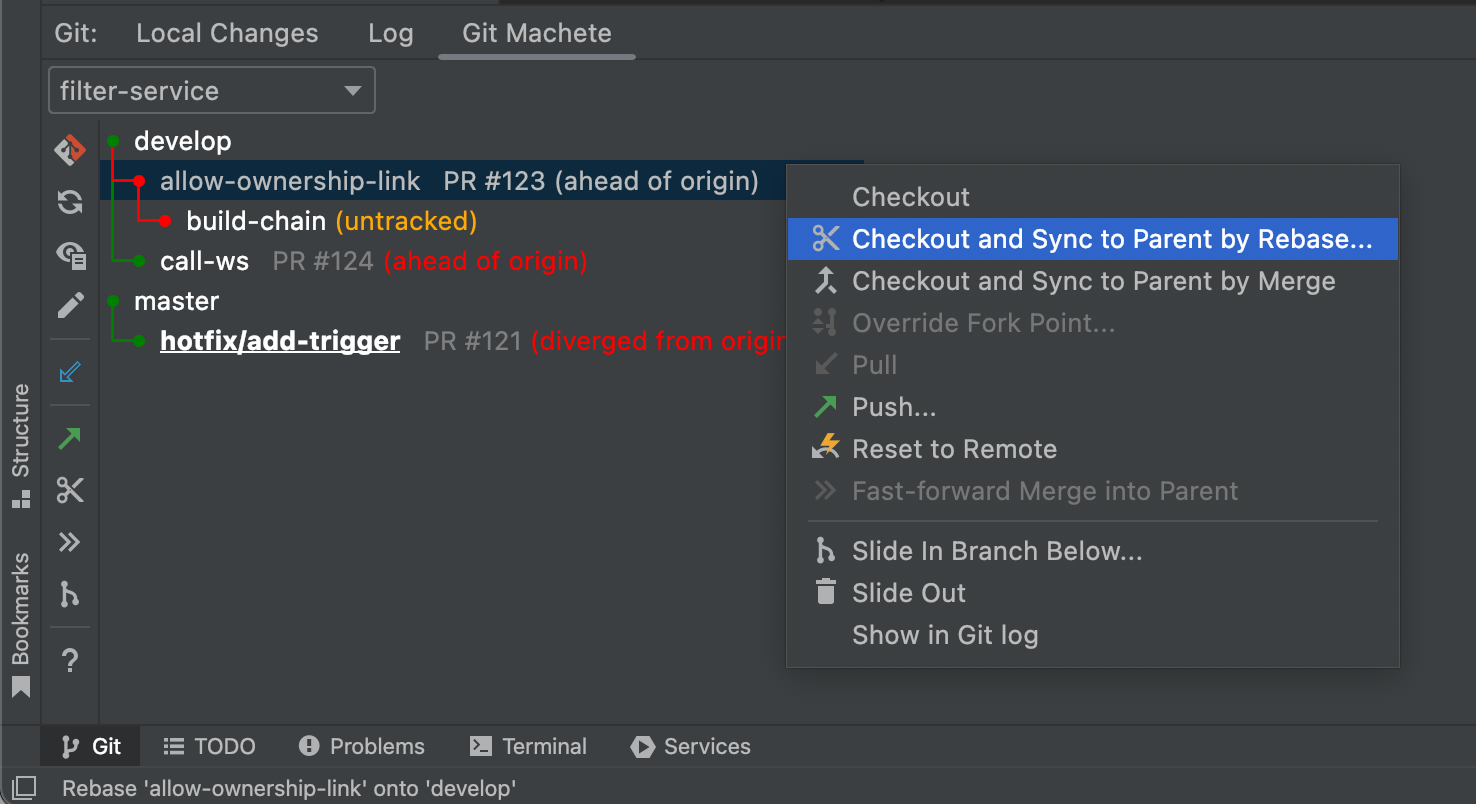 Git: Local Changes Log Git Machete
filter-service
develop
allow-ownership-link PR #123 (ahead of origin)
build-chain (untracked)
call-ws PR #124 (ahead of origin)
master
hotfix/add-trigger PR #121 (diverged from origin
Checkout
Checkout and Sync to Parent by Rebase...
Checkout and Sync to Parent by Merge
Override Fork Point...
Pull
Push...
Reset to Remote
Fast-forward Merge into Parent
Slide In Branch Below...
Slide Out
Show in Git log
Structure
Bookmarks
?
Git TODO Problems Terminal Services
Rebase 'allow-ownership-link' onto 'develop'